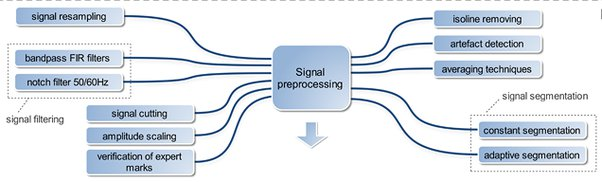 signal resampling
bandpass FIR filters
notch filter 50/60Hz
signal filtering
signal cutting
amplitude scaling
verification of expert
marks
Signal
preprocessing
isoline removing
artefact detection
averaging techniques
signal segmentation
constant segmentation
adaptive segmentation